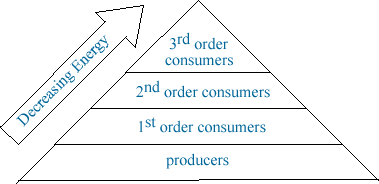 Decreasing Energy
3rd order
consumers
2nd order consumers
1st order consumers
producers